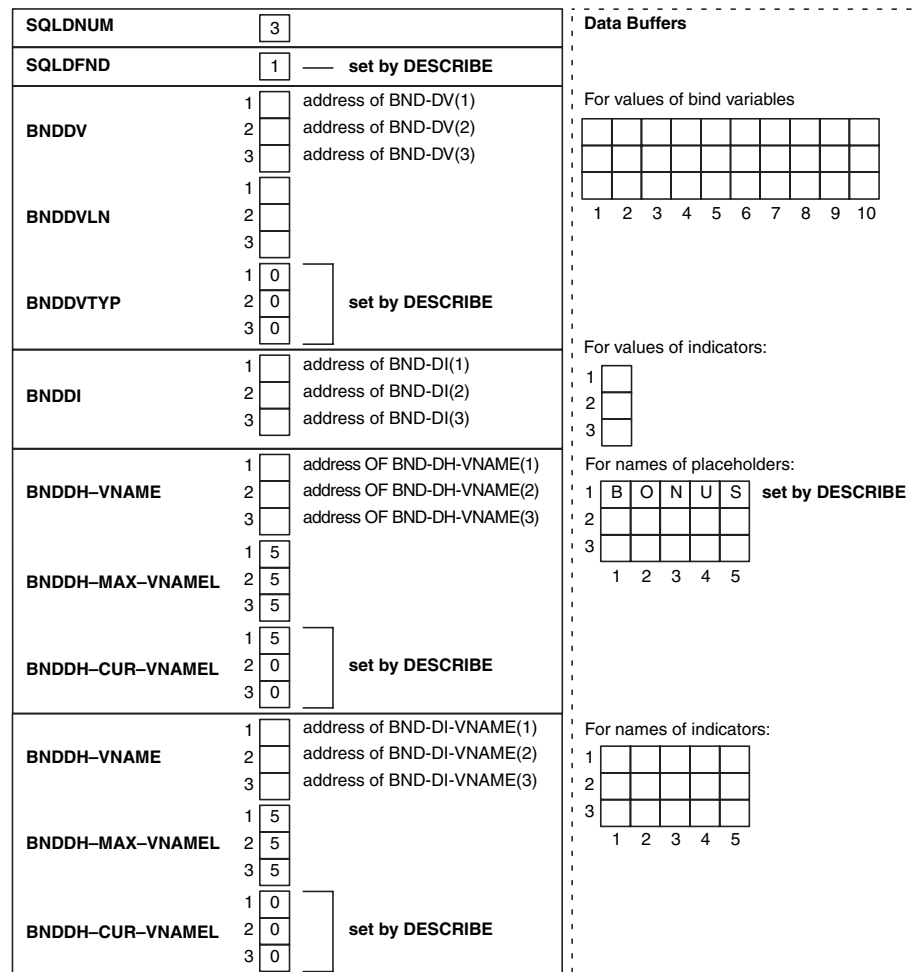 SQLDNUM 3
SQLDFND 1 set by DESCRIBE
BNDDV
1 address of BND-DV(1)
2 address of BND-DV(2)
3 address of BND-DV(3)
BNDDVLN
1
2
3
BNDDVTYP
1 0
2 0 set by DESCRIBE
3 0
BNDDI
1 address of BND-DI(1)
2 address of BND-DI(2)
3 address of BND-DI(3)
BNDDH–VNAME
1 address OF BND-DH-VNAME(1)
2 address OF BND-DH-VNAME(2)
3 address OF BND-DH-VNAME(3)
BNDDH–MAX–VNAMEL
1 5
2 5
3 5
BNDDH–CUR–VNAMEL
1 5
2 0 set by DESCRIBE
3 0
BNDDH–VNAME
1 address of BND-DI-VNAME(1)
2 address of BND-DI-VNAME(2)
3 address of BND-DI-VNAME(3)
BNDDH–MAX–VNAMEL
1 5
2 5
3 5
BNDDH–CUR–VNAMEL
1 0
2 0 set by DESCRIBE
3 0
Data Buffers
For values of bind variables
1 2 3 4 5 6 7 8 9 10
For values of indicators:
1
2
3
For names of placeholders:
1 B O N U S set by DESCRIBE
2
3
1 2 3 4 5
For names of indicators:
1
2
3
1 2 3 4 5